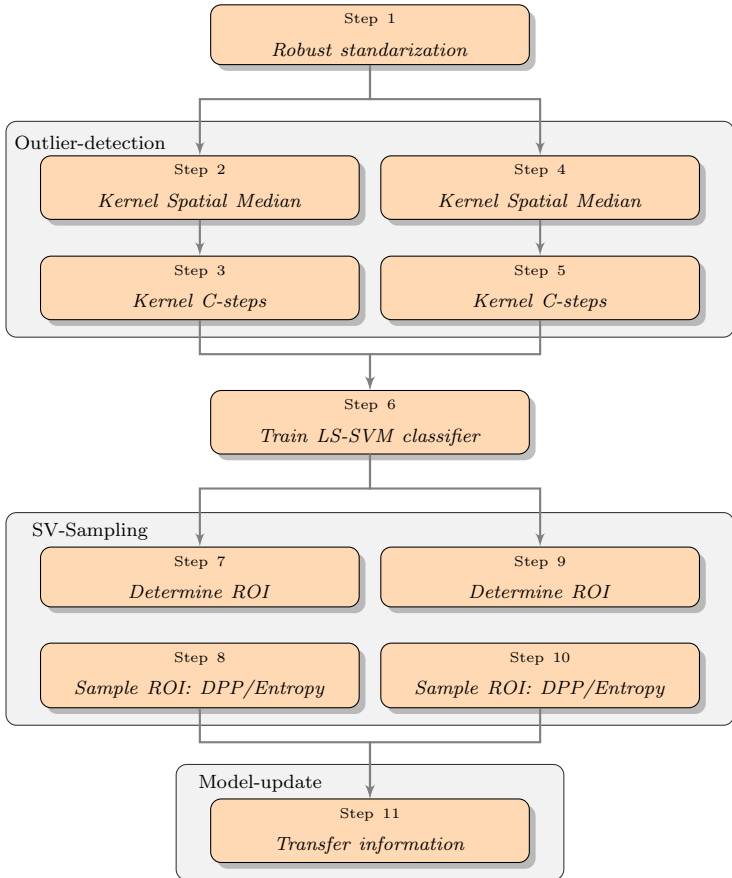 Step 1
Robust standarization
Outlier-detection
Step 2
Kernel Spatial Median
Step 4
Kernel Spatial Median
Step 3
Kernel C-steps
Step 5
Kernel C-steps
Step 6
Train LS-SVM classifier
SV-Sampling
Step 7
Determine ROI
Step 9
Determine ROI
Step 8
Sample ROI: DPP/Entropy
Step 10
Sample ROI: DPP/Entropy
Model-update
Step 11
Transfer information